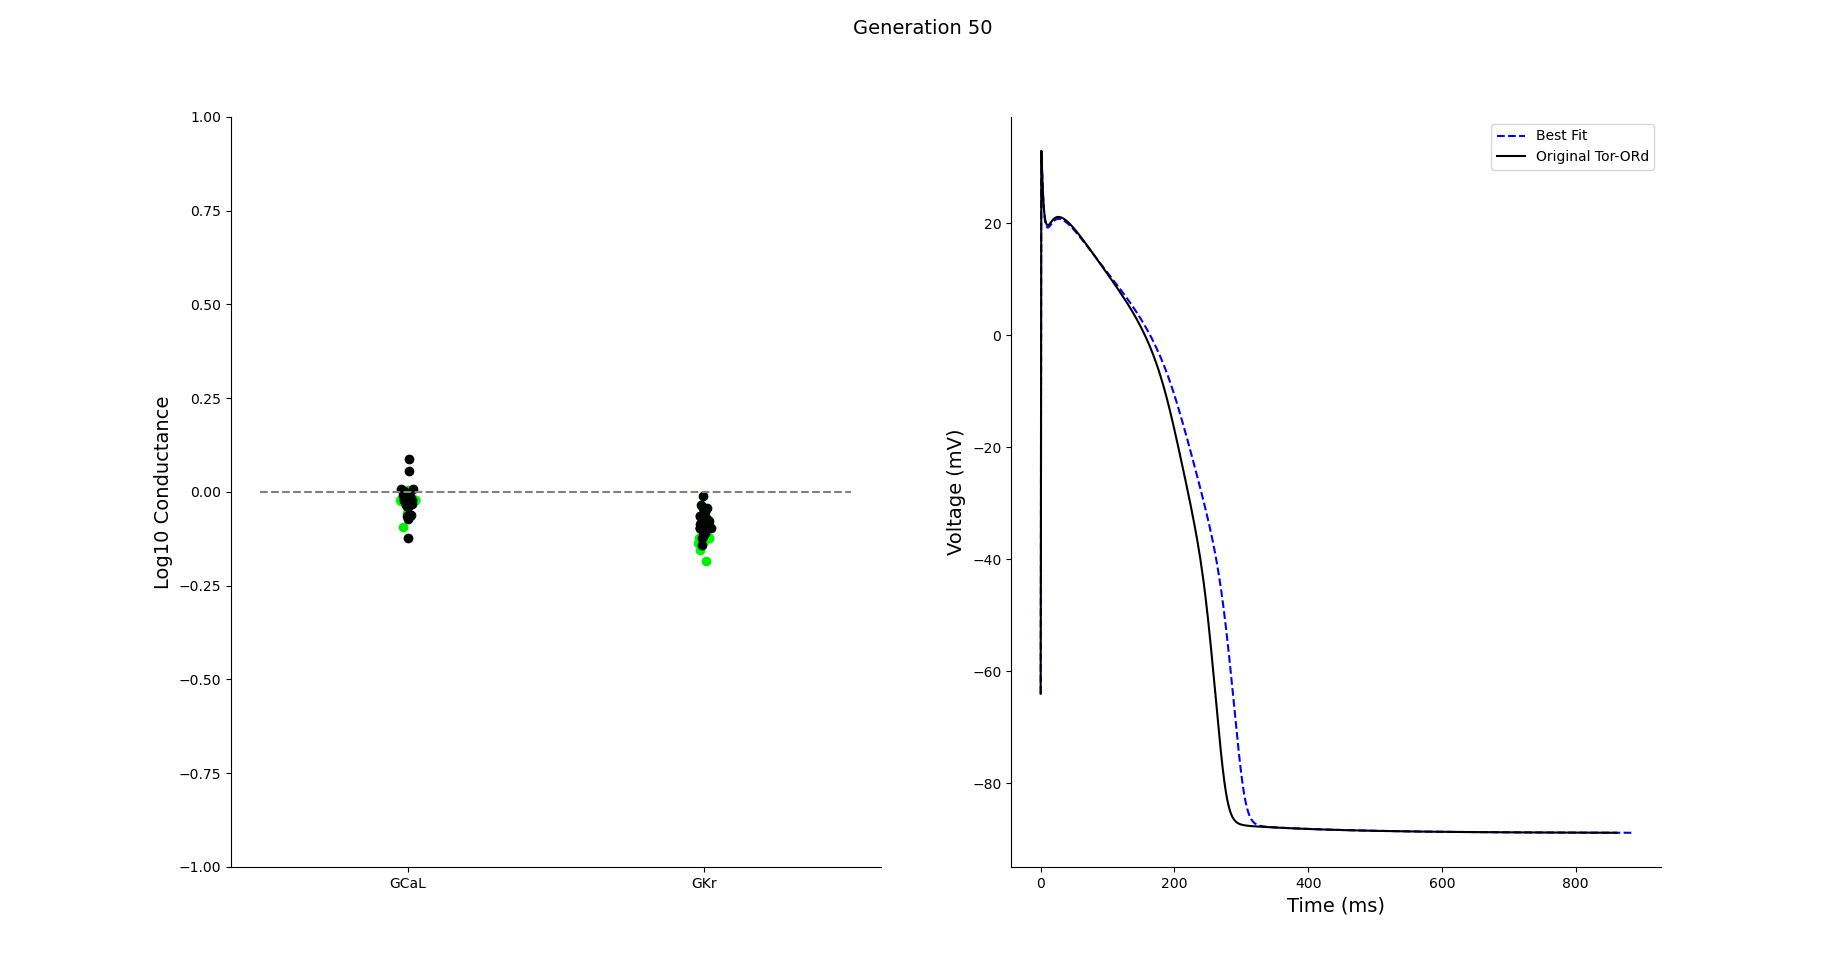 Generation 50
1.00
0.75
0.50
0.25
0.00
−0.25
−0.50
−0.75
−1.00
Log10 Conductance
GCaL
GKr
Best Fit
Original Tor-ORd
20
0
−20
−40
−60
−80
Voltage (mV)
0
200
400
600
800
Time (ms)